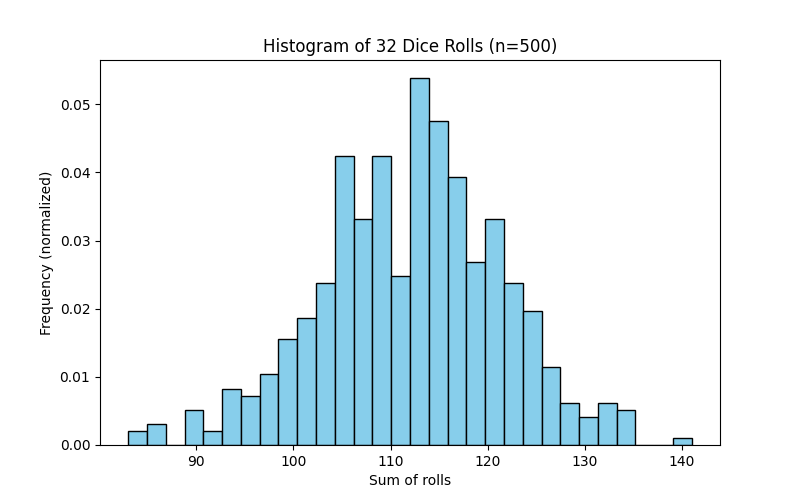 Histogram of 32 Dice Rolls (n=500)
Frequency (normalized)
0.05
0.04
0.03
0.02
0.01
0.00
90 100 110 120 130 140
Sum of rolls